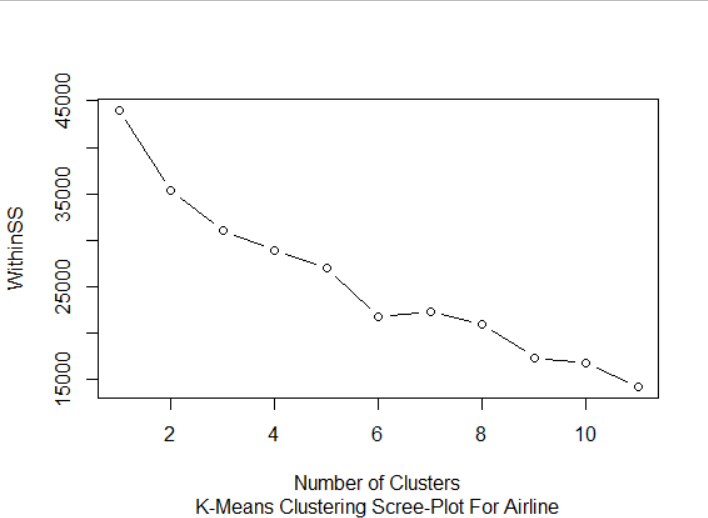 45000
35000
25000
15000
WithinSS
2 4 6 8 10
Number of Clusters
K-Means Clustering Scree-Plot For Airline